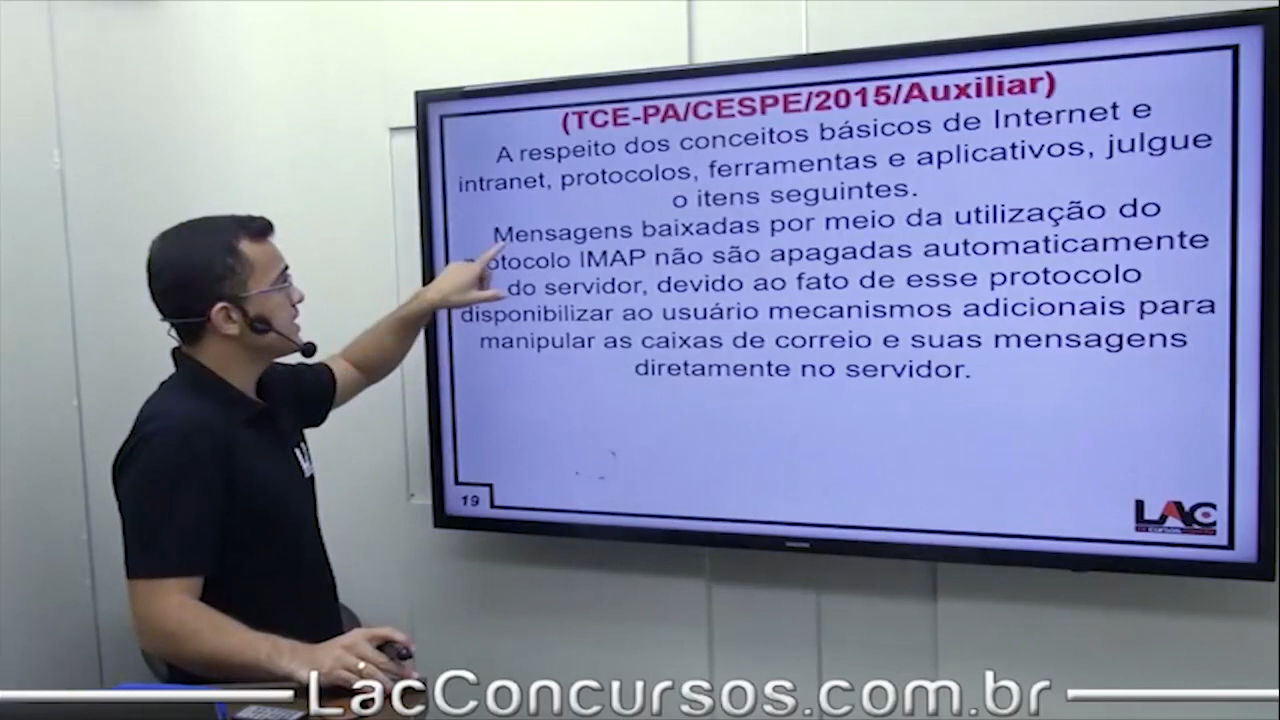 (TCE-PA/CESPE/2015/Auxiliar)
A respeito dos conceitos básicos de Internet e
intranet, protocolos, ferramentas e aplicativos, julgue
o itens seguintes.
Mensagens baixadas por meio da utilização do
otocolo IMAP não são apagadas automaticamente
do servidor, devido ao fato de esse protocolo
disponibilizar ao usuário mecanismos adicionais para
manipular as caixas de correio e suas mensagens
diretamente no servidor.
19
LAC
LacConcursos.com.br